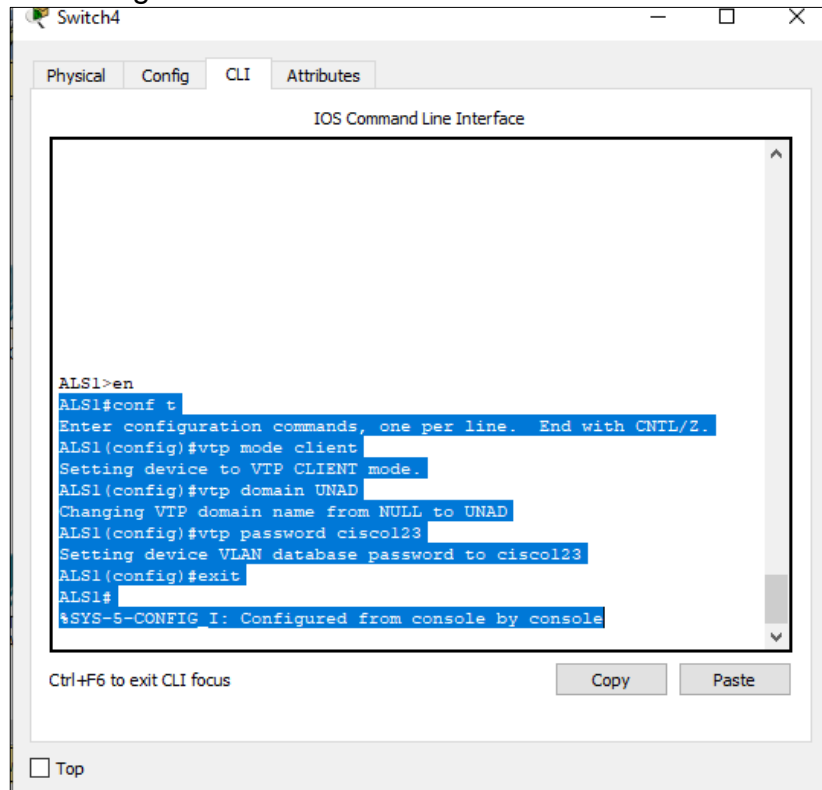 Switch4
Physical Config CLI Attributes
IOS Command Line Interface
ALS1>en
ALS1#conf t
Enter configuration commands, one per line. End with CNTL/Z.
ALS1(config)#vtp mode client
Setting device to VTP CLIENT mode.
ALS1(config)#vtp domain UNAD
Changing VTP domain name from NULL to UNAD
ALS1(config)#vtp password cisco123
Setting device VLAN database password to cisco123
ALS1(config)#exit
ALS1#
%SYS-5-CONFIG_I: Configured from console by console
Ctrl+F6 to exit CLI focus
Copy Paste
Top